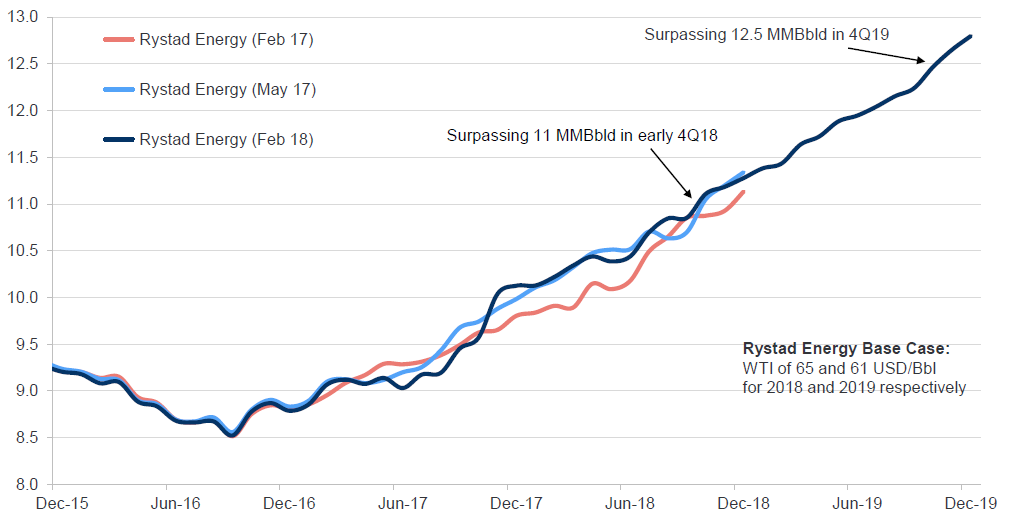 13.0
12.5
12.0
11.5
11.0
10.5
10.0
9.5
9.0
8.5
8.0
Rystad Energy (Feb 17)
Rystad Energy (May 17)
Rystad Energy (Feb 18)
Surpassing 12.5 MMBbld in 4Q19
Surpassing 11 MMBbld in early 4Q18
Rystad Energy Base Case:
WTI of 65 and 61 USD/Bbl
for 2018 and 2019 respectively
Dec-15 Jun-16 Dec-16 Jun-17 Dec-17 Jun-18 Dec-18 Jun-19 Dec-19